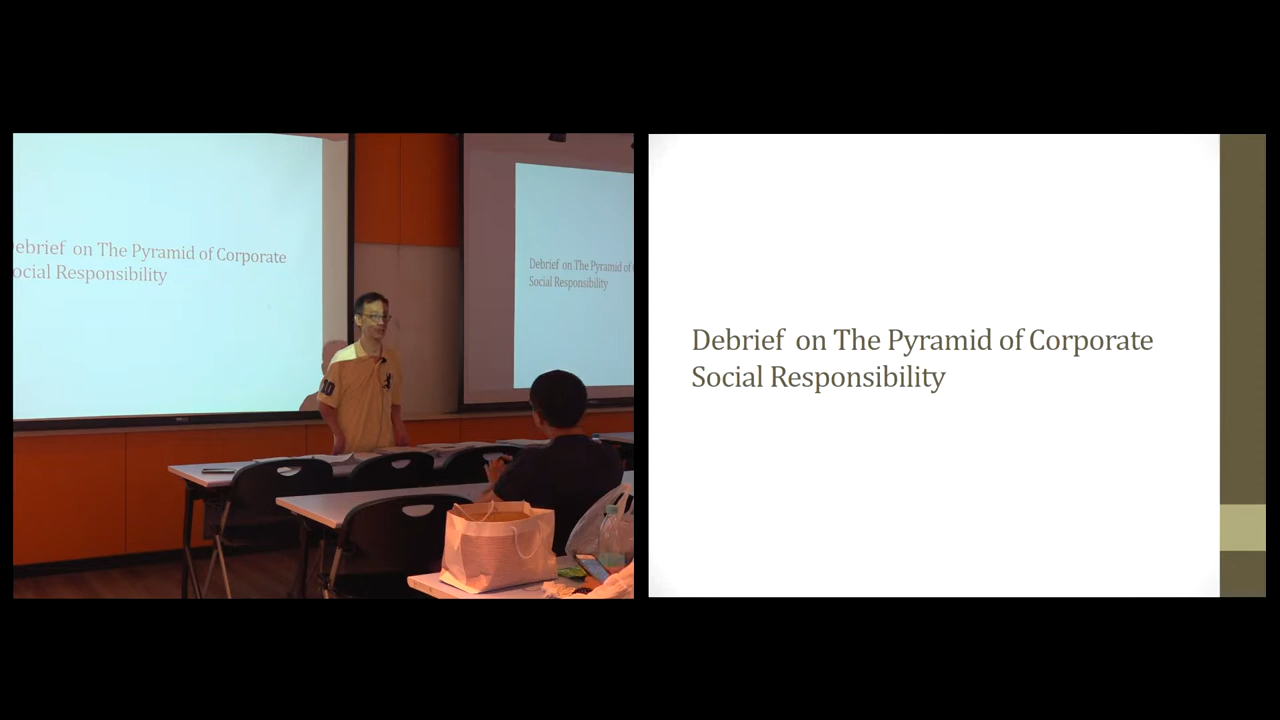 ebrief on The Pyramid of Corporate
ocial Responsibility
Debrief on The Pyramid of
Social Responsibility
10
Debrief on The Pyramid of Corporate
Social Responsibility